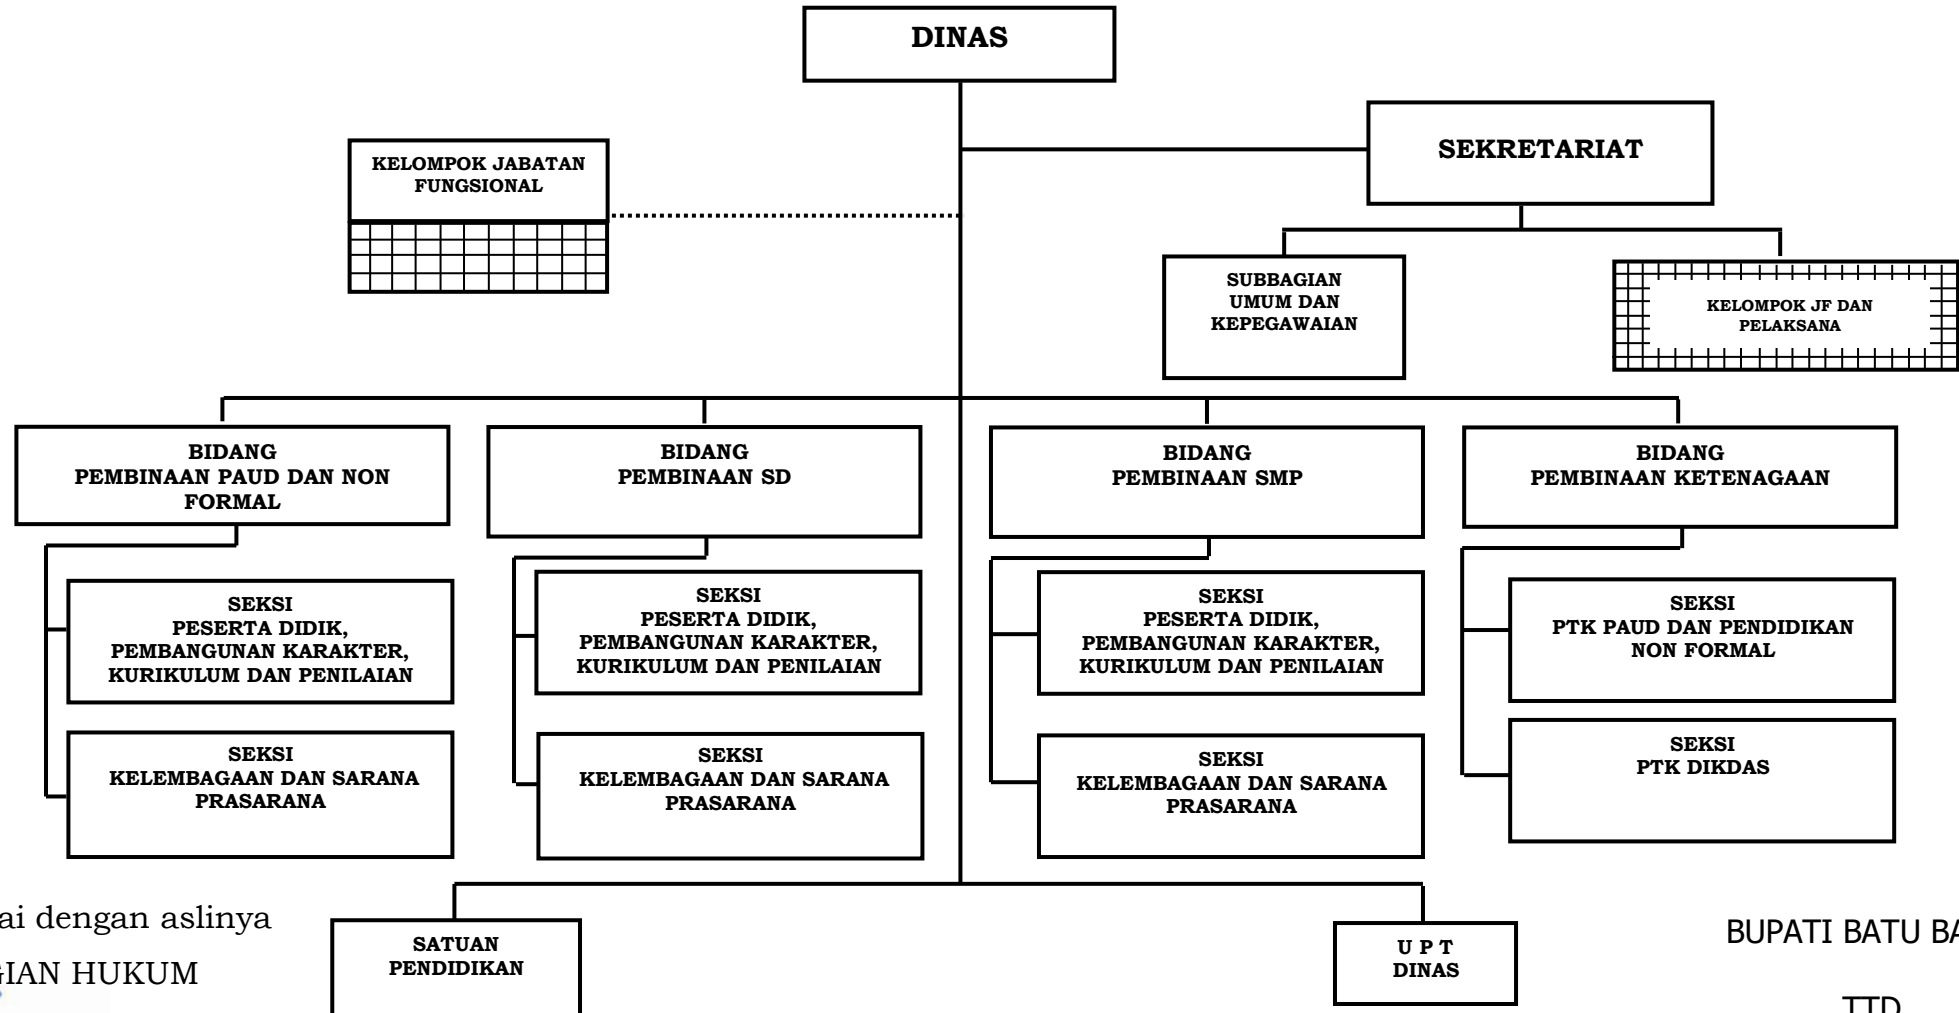 DINAS
SEKRETARIAT
KELOMPOK JABATAN
FUNGSIONAL
SUBBAGIAN
UMUM DAN
KEPEGAWAIAN
KELOMPOK JF DAN
PELAKSANA
BIDANG
PEMBINAAN PAUD DAN NON
FORMAL
BIDANG
PEMBINAAN SD
BIDANG
PEMBINAAN SMP
BIDANG
PEMBINAAN KETENAGAAN
SEKSI
PESERTA DIDIK,
PEMBANGUNAN KARAKTER,
KURIKULUM DAN PENILAIAN
SEKSI
PESERTA DIDIK,
PEMBANGUNAN KARAKTER,
KURIKULUM DAN PENILAIAN
SEKSI
PESERTA DIDIK,
PEMBANGUNAN KARAKTER,
KURIKULUM DAN PENILAIAN
SEKSI
PTK PAUD DAN PENDIDIKAN
NON FORMAL
SEKSI
KELEMBAGAAN DAN SARANA
PRASARANA
SEKSI
KELEMBAGAAN DAN SARANA
PRASARANA
SEKSI
KELEMBAGAAN DAN SARANA
PRASARANA
SEKSI
PTK DIKDAS
dengan aslinya
HUKUM
SATUAN
PENDIDIKAN
U P T
DINAS
BUPATI BATU
TTD